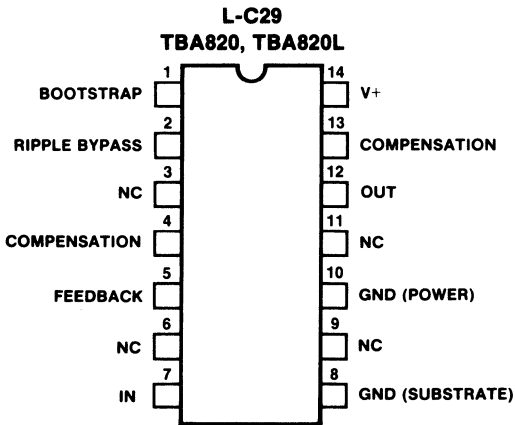 L-C29
TBA820, TBA820L
1 14
BOOTSTRAP V+
2 13
RIPPLE BYPASS COMPENSATION
3 12
NC OUT
4 11
COMPENSATION NC
5 10
FEEDBACK GND (POWER)
6 9
NC NC
7 8
IN GND (SUBSTRATE)